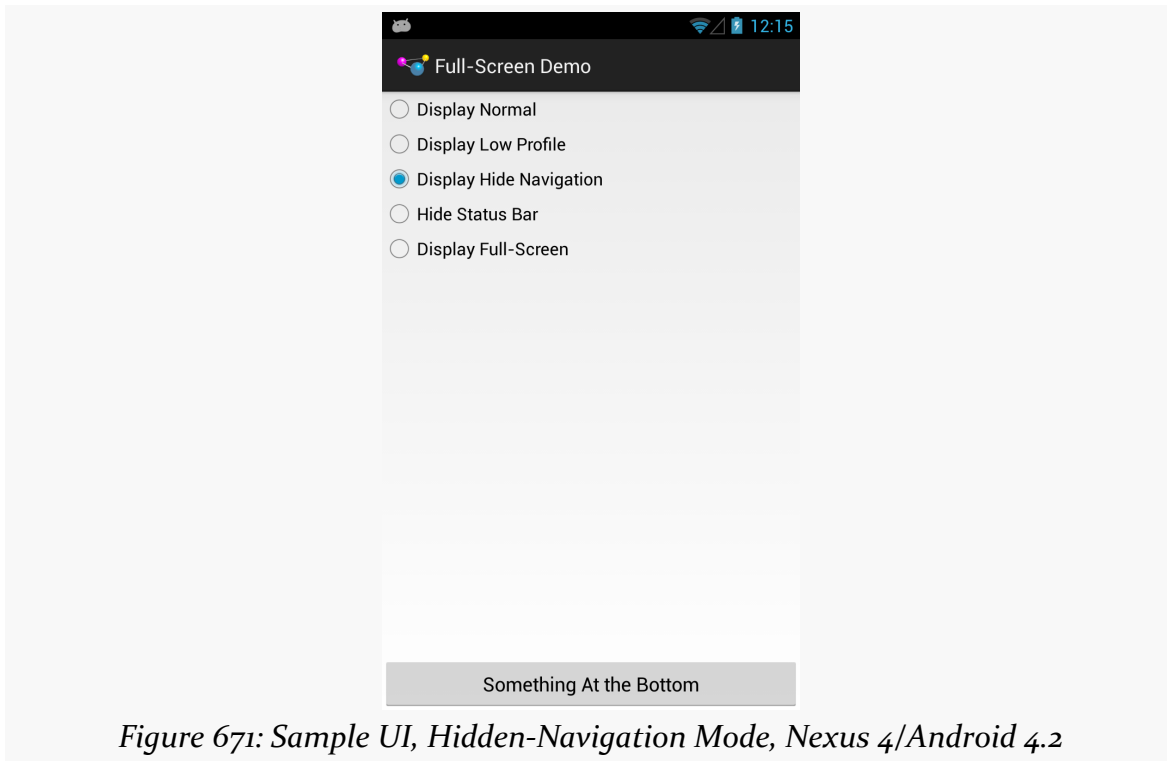 12:15
Full-Screen Demo
Display Normal
Display Low Profile
Display Hide Navigation
Hide Status Bar
Display Full-Screen
Something At the Bottom
Figure 671: Sample UI, Hidden-Navigation Mode, Nexus 4/Android 4.2